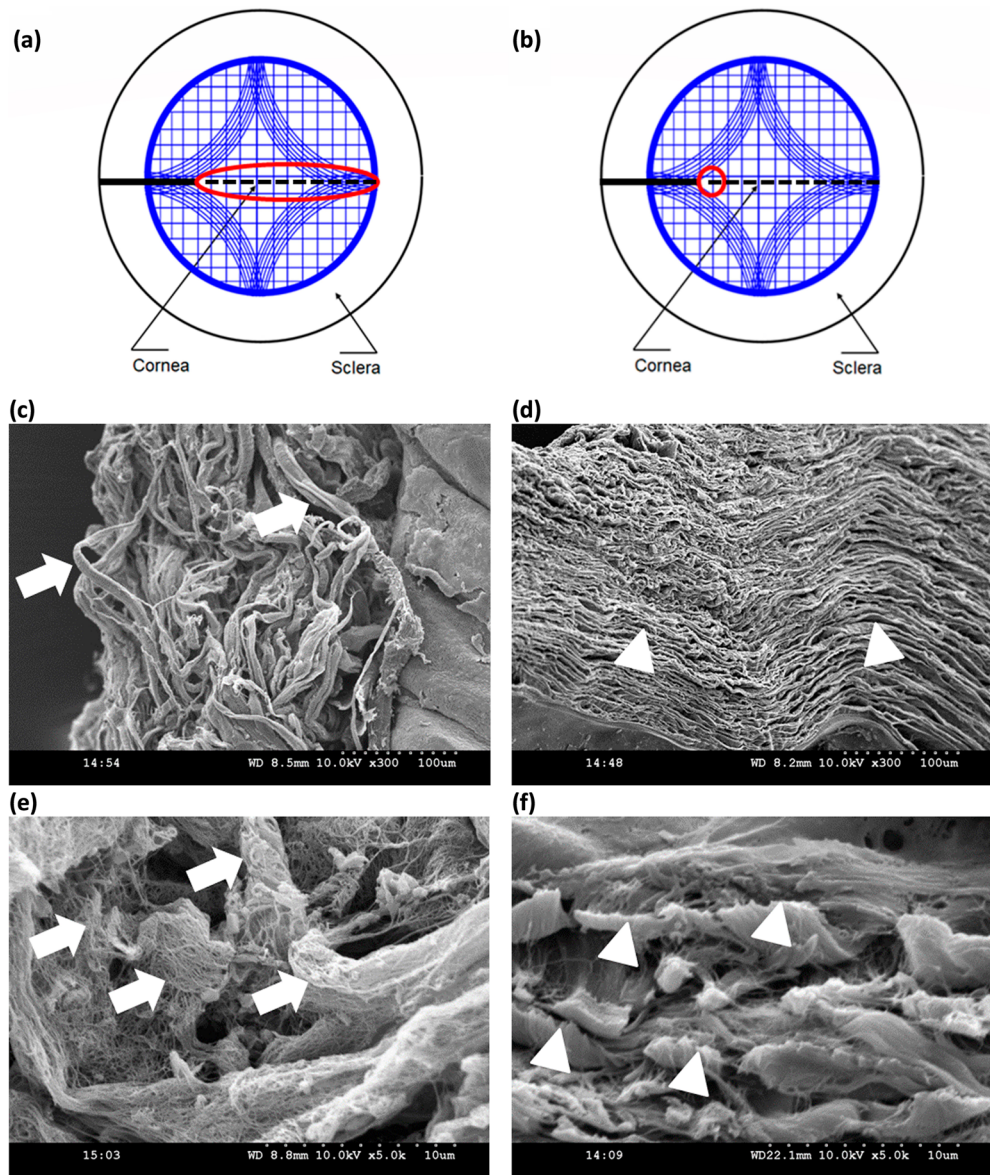 (a)
(b)
Cornea
Sclera
Cornea
Sclera
(c)
(d)
14:54 WD 8.5mm 10.0kV x300 100um
14:48 WD 8.2mm 10.0kV x300 100um
(e)
(f)
15:03 WD 8.8mm 10.0kV x5.0k 10um
14:09 WD22.1mm 10.0kV x5.0k 10um